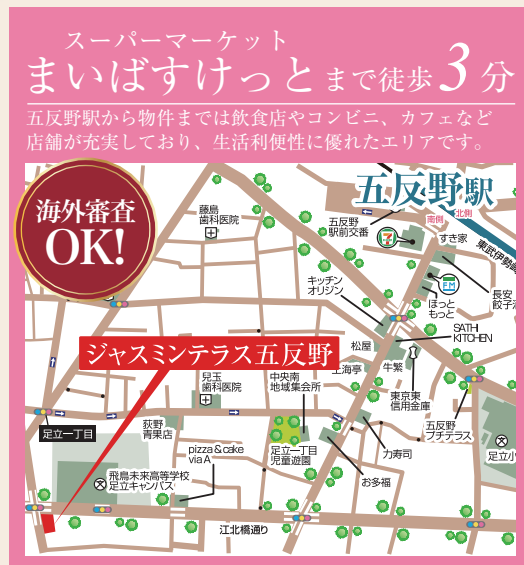 スーパーマーケット
まいばすけっとまで徒歩3分
五反野駅から物件までは飲食店やコンビニ、カフェなど
店舗が充実しており、生活利便性に優れたエリアです。
海外審査
OK!
五反野駅
南側
北側
藤島
歯科医院
五反野
駅前交番
すき家
東武伊勢崎
キッチン
オリジン
ほっと
もっと
長安
SATHI
KITCHEN
ジャスミンテラス五反野
松屋
上海亭
牛繁
東京東
信用金庫
児玉
歯科医院
中央南
地域集会所
足立一丁目
荻野
青果店
足立一丁目
児童遊園
力寿司
五反野
プチテラス
足立小
pizza & cake
via A
飛鳥未来高等学校
足立キャンパス
お多福
江北橋通り